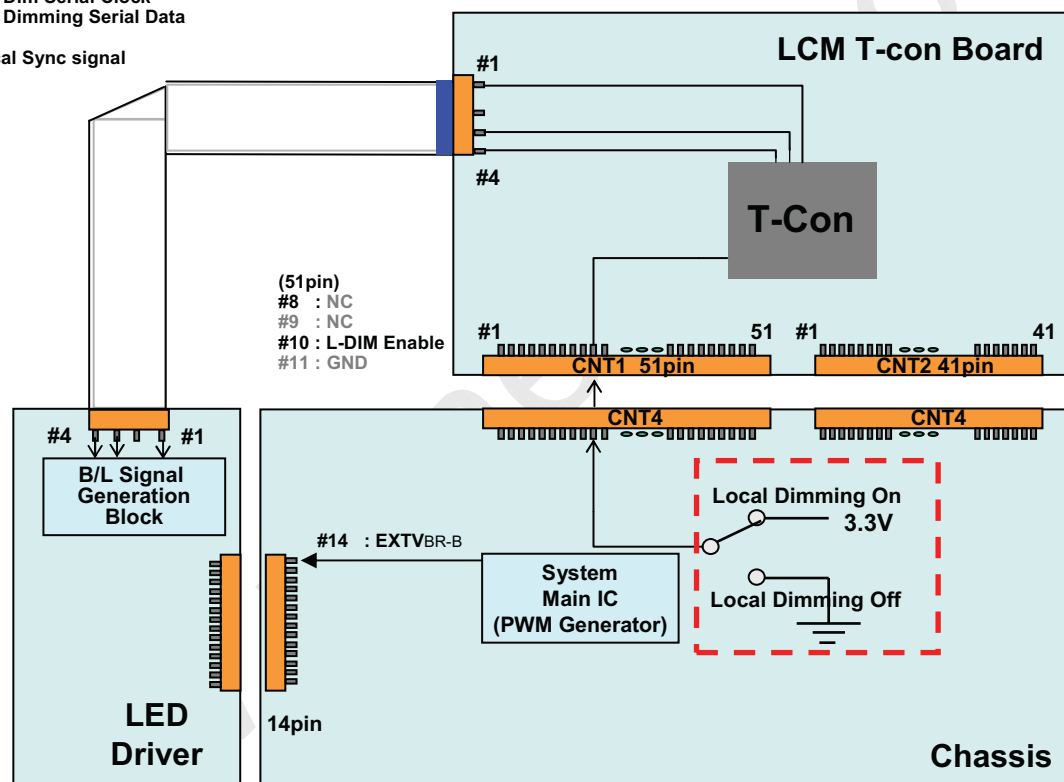 Dimming Serial Data
al Sync signal
LCM T-con Board
#1
#4
T-Con
(51pin)
#8 : NC
#9 : NC
#10 : L-DIM Enable
#11 : GND
#1
51
#1
41
CNT1 51pin
CNT2 41pin
CNT4
CNT4
#4
#1
B/L Signal
Generation
Block
Local Dimming On
3.3V
#14 : EXTVBR-B
System
Main IC
(PWM Generator)
Local Dimming Off
14pin
LED
Driver
Chassis